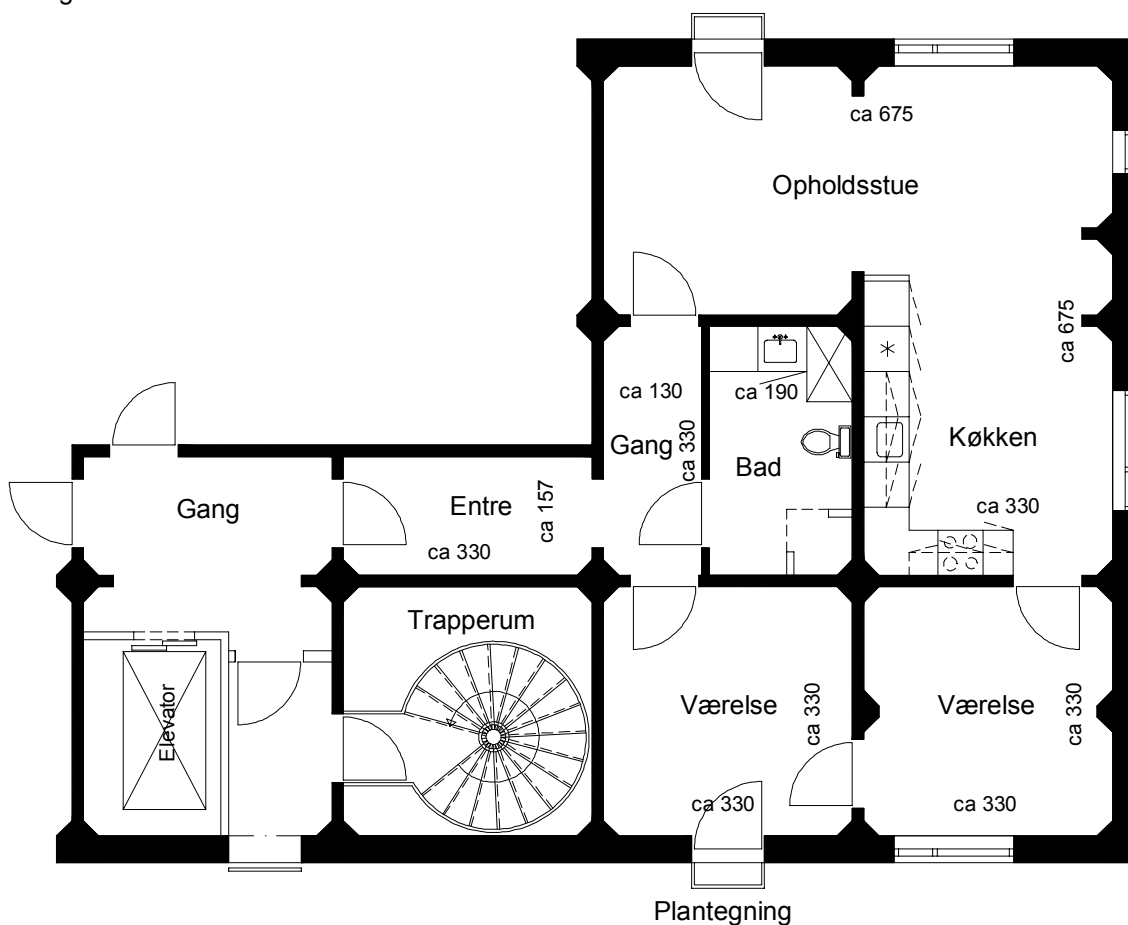 ca 675
Opholdsstue
ca 675
ca 130
ca 190
Gang
ca 330
Bad
Køkken
Gang
Entre
ca 157
ca 330
ca 330
Trapperum
Elevator
Værelse
ca 330
Værelse
ca 330
ca 330
ca 330
Plantegning